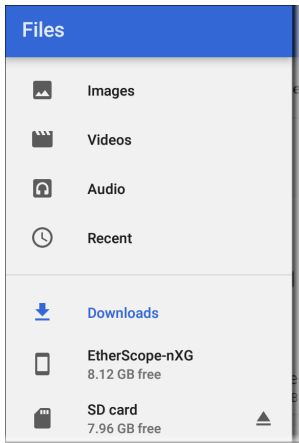 Files
Images
Videos
Audio
Recent
Downloads
EtherScope-nXG
8.12 GB free
SD card
7.96 GB free